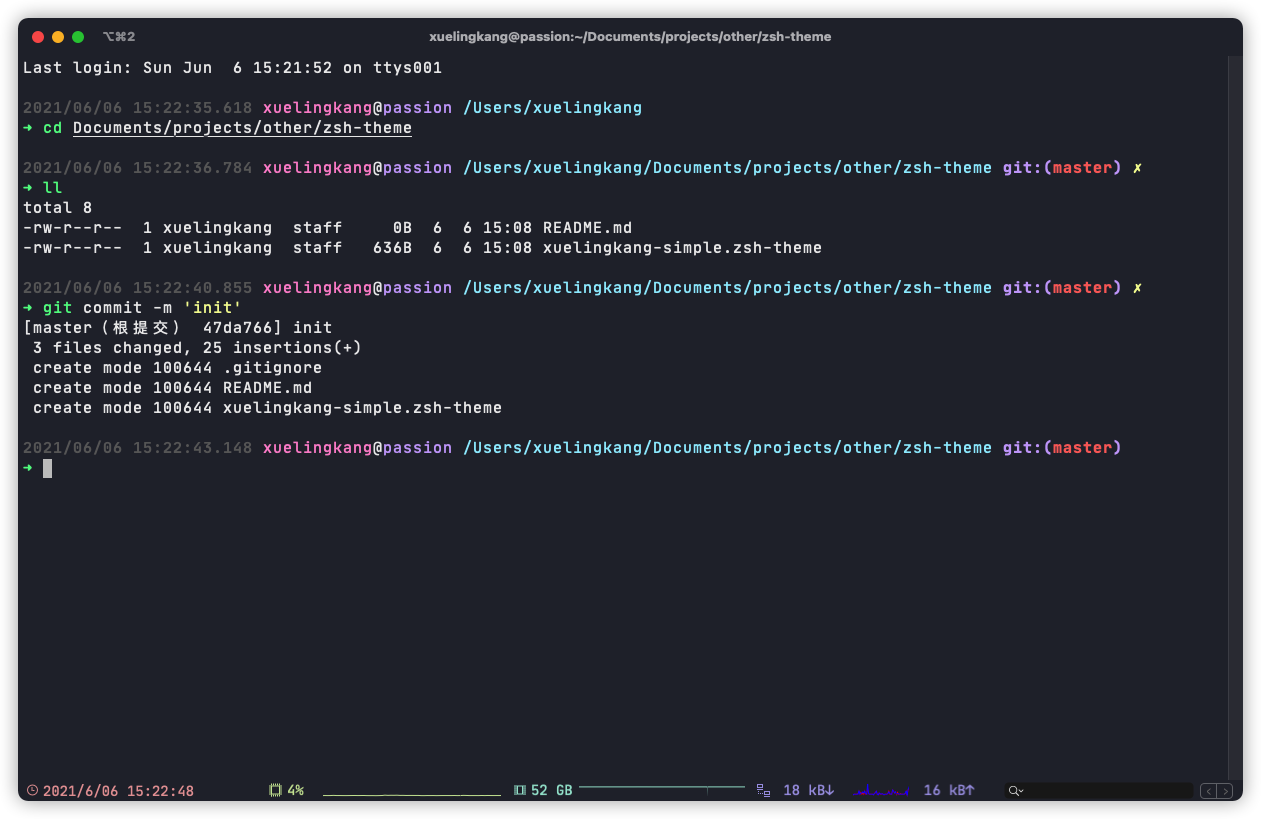 ⌥⌘2
xuelingkang@passion:~/Documents/projects/other/zsh-theme
Last login: Sun Jun  6 15:21:52 on ttys001
2021/06/06 15:22:35.618 xuelingkang@passion /Users/xuelingkang
➜ cd Documents/projects/other/zsh-theme
2021/06/06 15:22:36.784 xuelingkang@passion /Users/xuelingkang/Documents/projects/other/zsh-theme git:(master) ✗
➜ ll
total 8
-rw-r--r--  1 xuelingkang  staff     0B  6  6 15:08 README.md
-rw-r--r--  1 xuelingkang  staff   636B  6  6 15:08 xuelingkang-simple.zsh-theme
2021/06/06 15:22:40.855 xuelingkang@passion /Users/xuelingkang/Documents/projects/other/zsh-theme git:(master) ✗
➜ git commit -m 'init'
[master（根提交） 47da766] init
 3 files changed, 25 insertions(+)
 create mode 100644 .gitignore
 create mode 100644 README.md
 create mode 100644 xuelingkang-simple.zsh-theme
2021/06/06 15:22:43.148 xuelingkang@passion /Users/xuelingkang/Documents/projects/other/zsh-theme git:(master)
➜
2021/6/06 15:22:48 4% 52 GB 18 kB↓ 16 kB↑